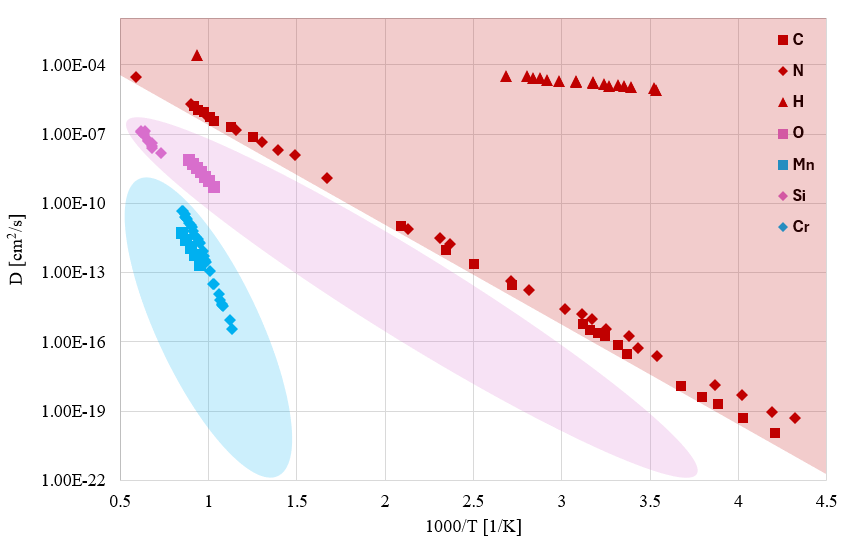 1.00E-04
1.00E-07
1.00E-10
1.00E-13
1.00E-16
1.00E-19
1.00E-22
D [cm²/s]
0.5 1 1.5 2 2.5 3 3.5 4 4.5
1000/T [1/K]
C
N
H
O
Mn
Si
Cr